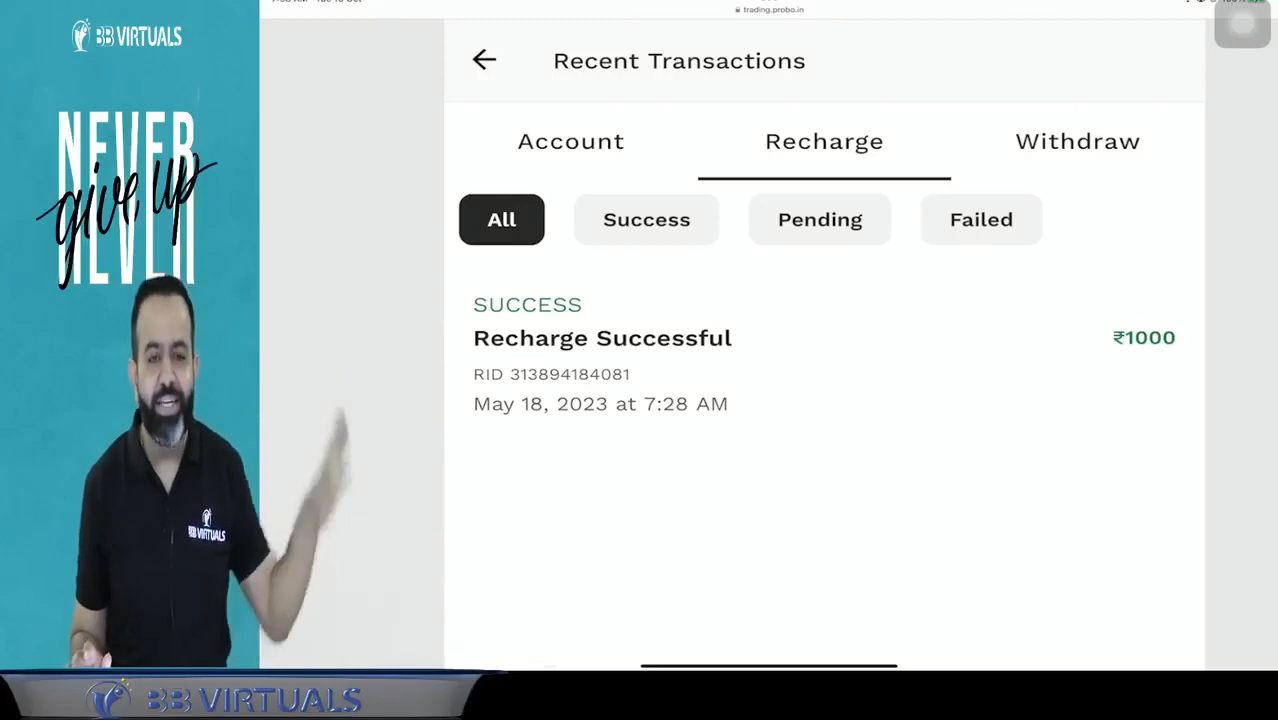 trading.probo.in
BB VIRTUALS
NEVER
give up
NEVER
Recent Transactions
Account
Recharge
Withdraw
All
Success
Pending
Failed
SUCCESS
Recharge Successful
₹1000
RID 313894184081
May 18, 2023 at 7:28 AM
BB VIRTUALS
BB VIRTUALS